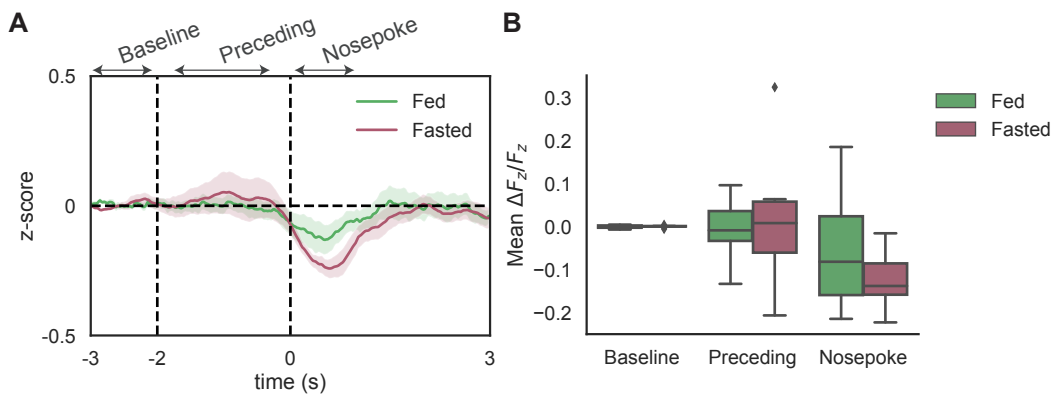 A
Baseline
Preceding
Nosepoke
0.5
0
-0.5
z-score
Fed
Fasted
-3
-2
0
3
time (s)
B
0.3
0.2
0.1
0.0
−0.1
−0.2
Mean ΔF_z/F_z
Baseline
Preceding
Nosepoke
Fed
Fasted